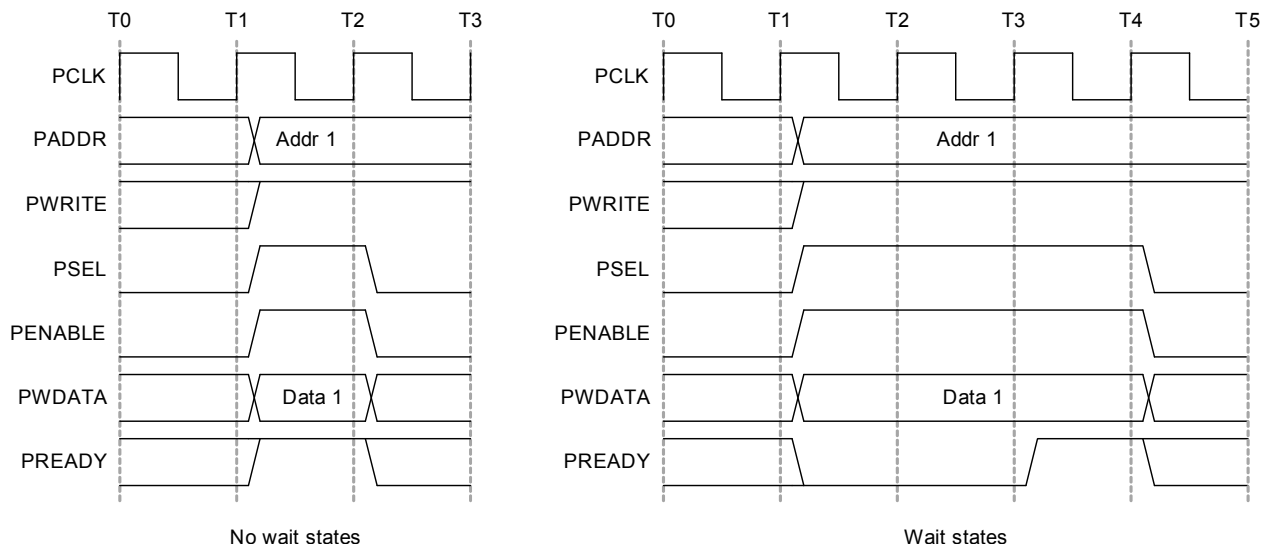 T0 T1 T2 T3
PCLK
PADDR Addr 1
PWRITE
PSEL
PENABLE
PWDATA Data 1
PREADY
No wait states
T0 T1 T2 T3 T4 T5
PCLK
PADDR Addr 1
PWRITE
PSEL
PENABLE
PWDATA Data 1
PREADY
Wait states